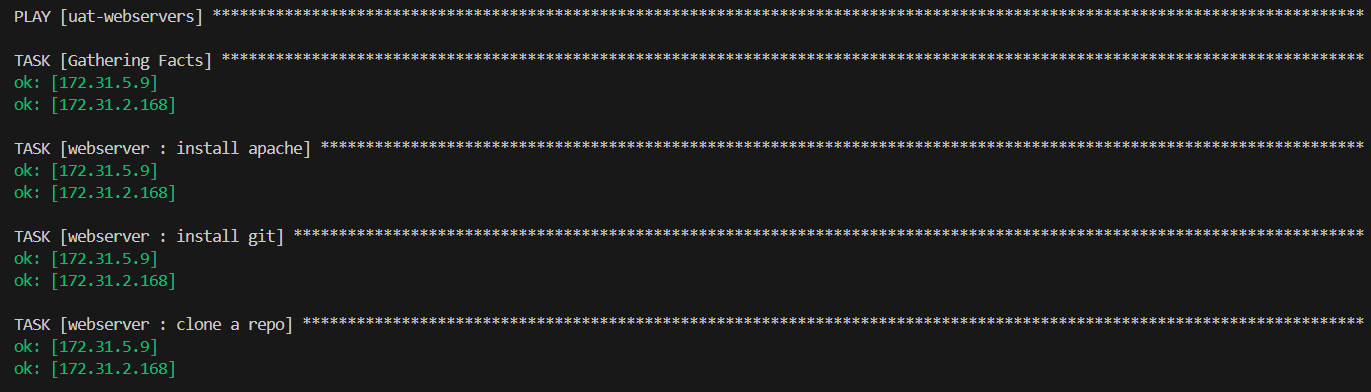 PLAY [uat-webservers] ********************************************************************************************************************************
TASK [Gathering Facts] *******************************************************************************************************************************
ok: [172.31.5.9]
ok: [172.31.2.168]
TASK [webserver : install apache] ********************************************************************************************************************
ok: [172.31.5.9]
ok: [172.31.2.168]
TASK [webserver : install git] ***********************************************************************************************************************
ok: [172.31.5.9]
ok: [172.31.2.168]
TASK [webserver : clone a repo] **********************************************************************************************************************
ok: [172.31.5.9]
ok: [172.31.2.168]